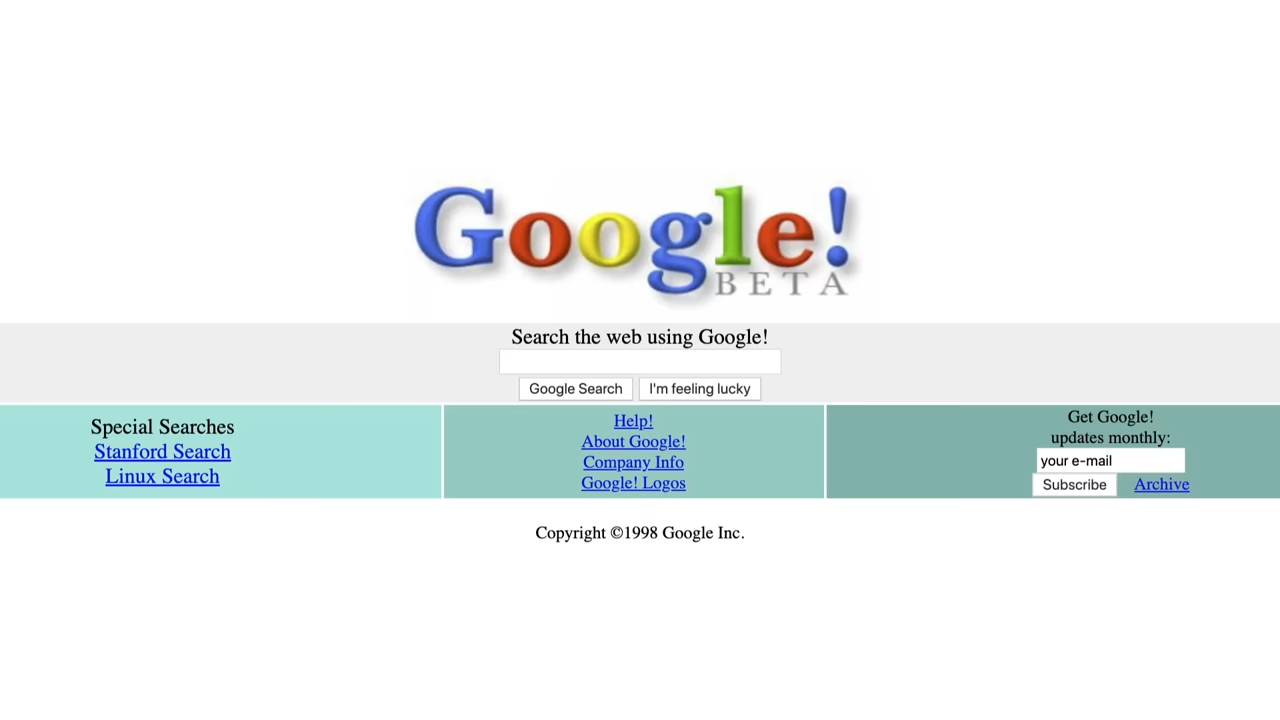 Google!
BETA
Search the web using Google!
Google Search I'm feeling lucky
Special Searches
Stanford Search
Linux Search
Help!
About Google!
Company Info
Google! Logos
Get Google!
updates monthly:
your e-mail
Subscribe Archive
Copyright ©1998 Google Inc.